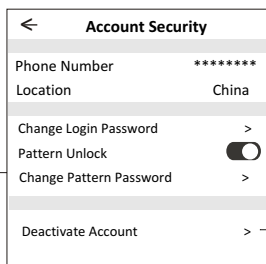 Account Security
Phone Number ********
Location China
Change Login Password >
Pattern Unlock
Change Pattern Password >
Deactivate Account >